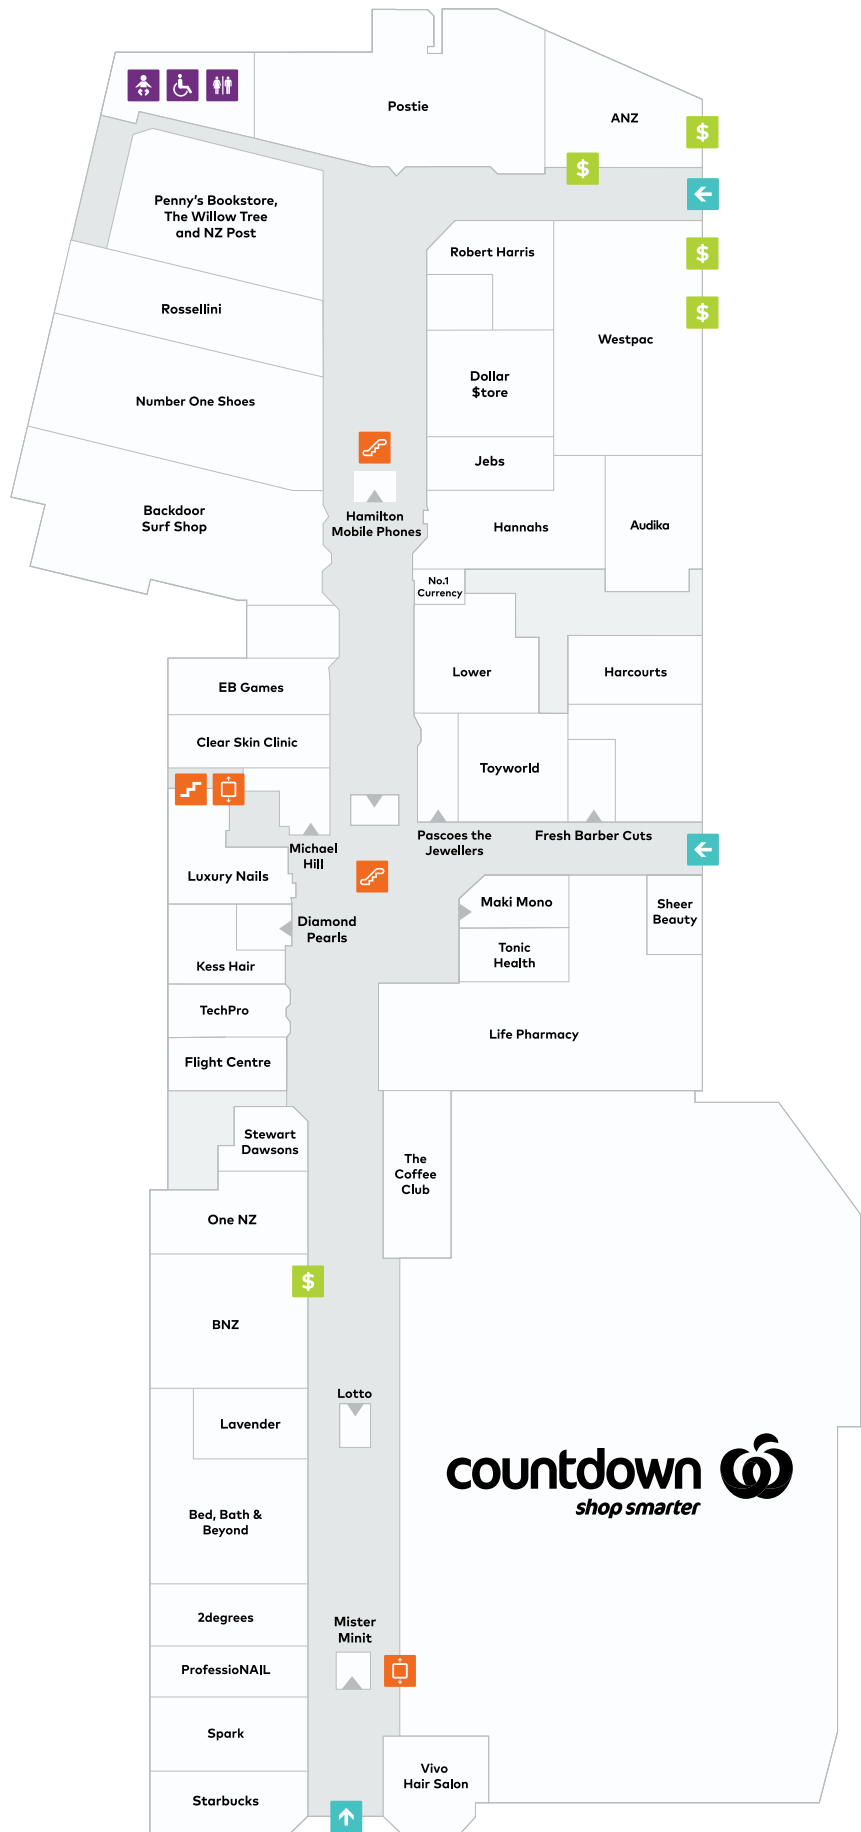 Postie
ANZ
$
$
Penny's Bookstore,
The Willow Tree
and NZ Post
Robert Harris
$
$
Rossellini
Westpac
Dollar
$tore
Number One Shoes
Jebs
Backdoor
Surf Shop
Hamilton
Mobile Phones
Hannahs
Audika
No.1
Currency
Lower
Harcourts
EB Games
Clear Skin Clinic
Toyworld
Michael
Hill
Pascoes the
Jewellers
Fresh Barber Cuts
Luxury Nails
Maki Mono
Sheer
Beauty
Diamond
Pearls
Tonic
Health
Kess Hair
TechPro
Life Pharmacy
Flight Centre
Stewart
Dawsons
The
Coffee
Club
One NZ
$
BNZ
Lotto
Lavender
countdown
shop smarter
Bed, Bath &
Beyond
2degrees
Mister
Minit
ProfessioNAIL
Spark
Vivo
Hair Salon
Starbucks